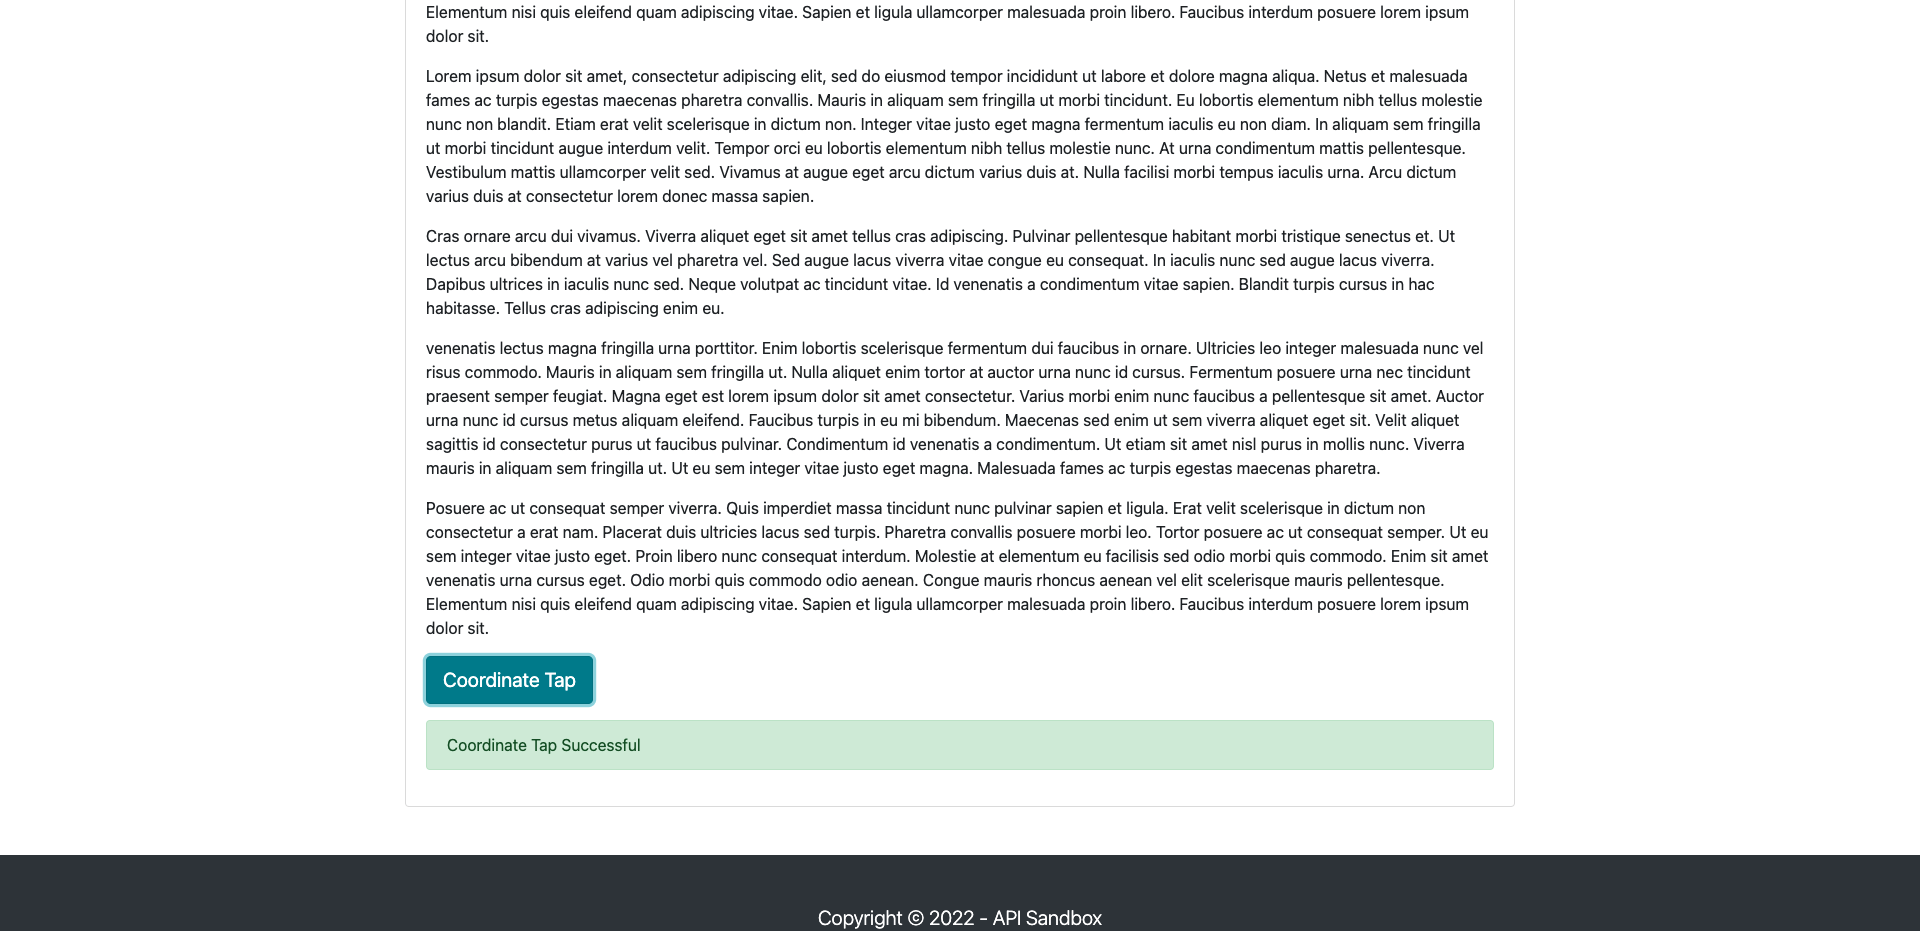 Elementum nisi quis eleifend quam adipiscing vitae. Sapien et ligula ullamcorper malesuada proin libero. Faucibus interdum posuere lorem ipsum
dolor sit.
Lorem ipsum dolor sit amet, consectetur adipiscing elit, sed do eiusmod tempor incididunt ut labore et dolore magna aliqua. Netus et malesuada
fames ac turpis egestas maecenas pharetra convallis. Mauris in aliquam sem fringilla ut morbi tincidunt. Eu lobortis elementum nibh tellus molestie
nunc non blandit. Etiam erat velit scelerisque in dictum non. Integer vitae justo eget magna fermentum iaculis eu non diam. In aliquam sem fringilla
ut morbi tincidunt augue interdum velit. Tempor orci eu lobortis elementum nibh tellus molestie nunc. At urna condimentum mattis pellentesque.
Vestibulum mattis ullamcorper velit sed. Vivamus at augue eget arcu dictum varius duis at. Nulla facilisi morbi tempus iaculis urna. Arcu dictum
varius duis at consectetur lorem donec massa sapien.
Cras ornare arcu dui vivamus. Viverra aliquet eget sit amet tellus cras adipiscing. Pulvinar pellentesque habitant morbi tristique senectus et. Ut
lectus arcu bibendum at varius vel pharetra vel. Sed augue lacus viverra vitae congue eu consequat. In iaculis nunc sed augue lacus viverra.
Dapibus ultrices in iaculis nunc sed. Neque volutpat ac tincidunt vitae. Id venenatis a condimentum vitae sapien. Blandit turpis cursus in hac
habitasse. Tellus cras adipiscing enim eu.
venenatis lectus magna fringilla urna porttitor. Enim lobortis scelerisque fermentum dui faucibus in ornare. Ultricies leo integer malesuada nunc vel
risus commodo. Mauris in aliquam sem fringilla ut. Nulla aliquet enim tortor at auctor urna nunc id cursus. Fermentum posuere urna nec tincidunt
praesent semper feugiat. Magna eget est lorem ipsum dolor sit amet consectetur. Varius morbi enim nunc faucibus a pellentesque sit amet. Auctor
urna nunc id cursus metus aliquam eleifend. Faucibus turpis in eu mi bibendum. Maecenas sed enim ut sem viverra aliquet eget sit. Velit aliquet
sagittis id consectetur purus ut faucibus pulvinar. Condimentum id venenatis a condimentum. Ut etiam sit amet nisl purus in mollis nunc. Viverra
mauris in aliquam sem fringilla ut. Ut eu sem integer vitae justo eget magna. Malesuada fames ac turpis egestas maecenas pharetra.
Posuere ac ut consequat semper viverra. Quis imperdiet massa tincidunt nunc pulvinar sapien et ligula. Erat velit scelerisque in dictum non
consectetur a erat nam. Placerat duis ultricies lacus sed turpis. Pharetra convallis posuere morbi leo. Tortor posuere ac ut consequat semper. Ut eu
sem integer vitae justo eget. Proin libero nunc consequat interdum. Molestie at elementum eu facilisis sed odio morbi quis commodo. Enim sit amet
venenatis urna cursus eget. Odio morbi quis commodo odio aenean. Congue mauris rhoncus aenean vel elit scelerisque mauris pellentesque.
Elementum nisi quis eleifend quam adipiscing vitae. Sapien et ligula ullamcorper malesuada proin libero. Faucibus interdum posuere lorem ipsum
dolor sit.
Coordinate Tap
Coordinate Tap Successful
Copyright © 2022 - API Sandbox